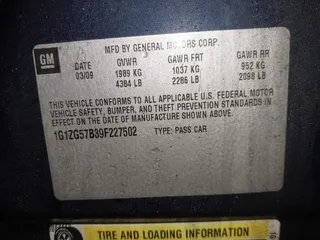 MFD BY GENERAL MOTORS CORP.
GM
DATE GVWR GAWR FRT GAWR RR
03/09 1989 KG 1037 KG 952 KG
4384 LB 2286 LB 2098 LB
THIS VEHICLE CONFORMS TO ALL APPLICABLE U.S. FEDERAL MOTOR
VEHICLE SAFETY, BUMPER, AND THEFT PREVENTION STANDARDS IN
EFFECT ON THE DATE OF MANUFACTURE SHOWN ABOVE.
1G1ZG57B39F227502 TYPE: PASS CAR
TIRE AND LOADING INFORMATION